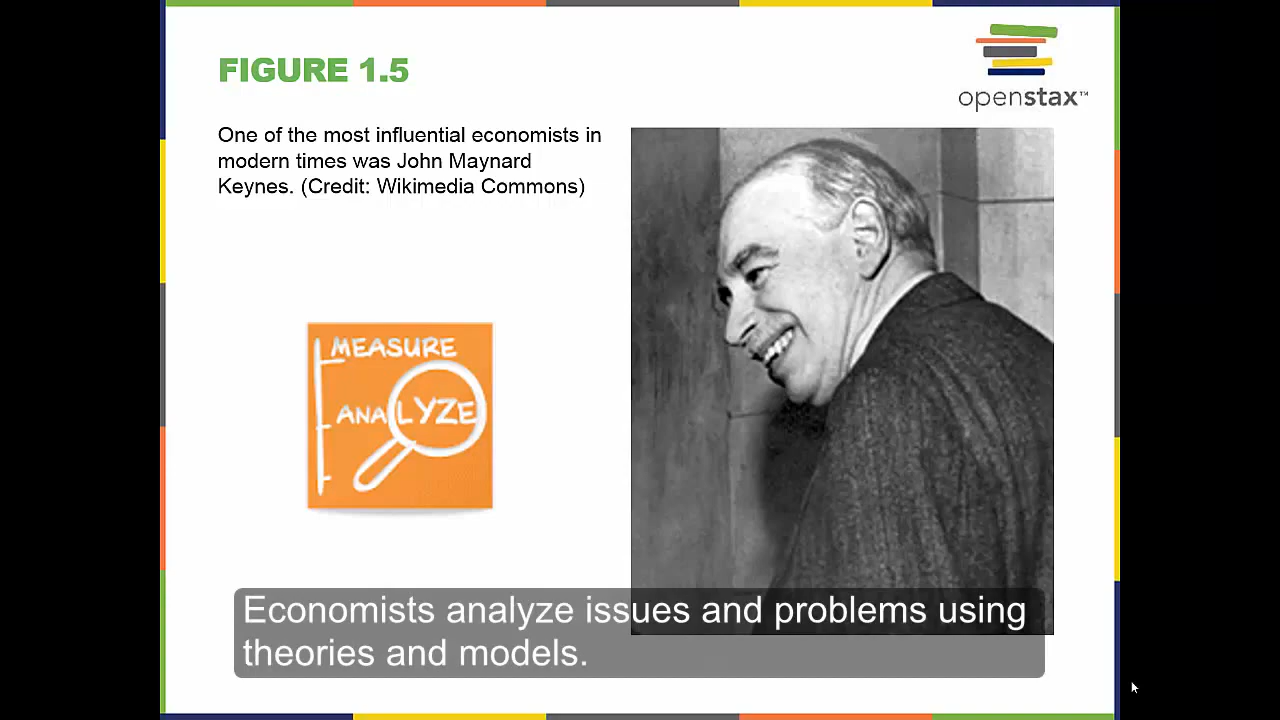 FIGURE 1.5
openstax™
One of the most influential economists in
modern times was John Maynard
Keynes. (Credit: Wikimedia Commons)
MEASURE
ANALYZE
Economists analyze issues and problems using
theories and models.